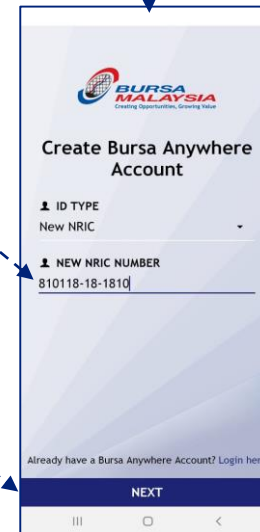 BURSA
MALAYSIA
Creating Opportunities, Growing Value
Create Bursa Anywhere
Account
ID TYPE
New NRIC
NEW NRIC NUMBER
810118-18-1810
Already have a Bursa Anywhere Account? Login her
NEXT